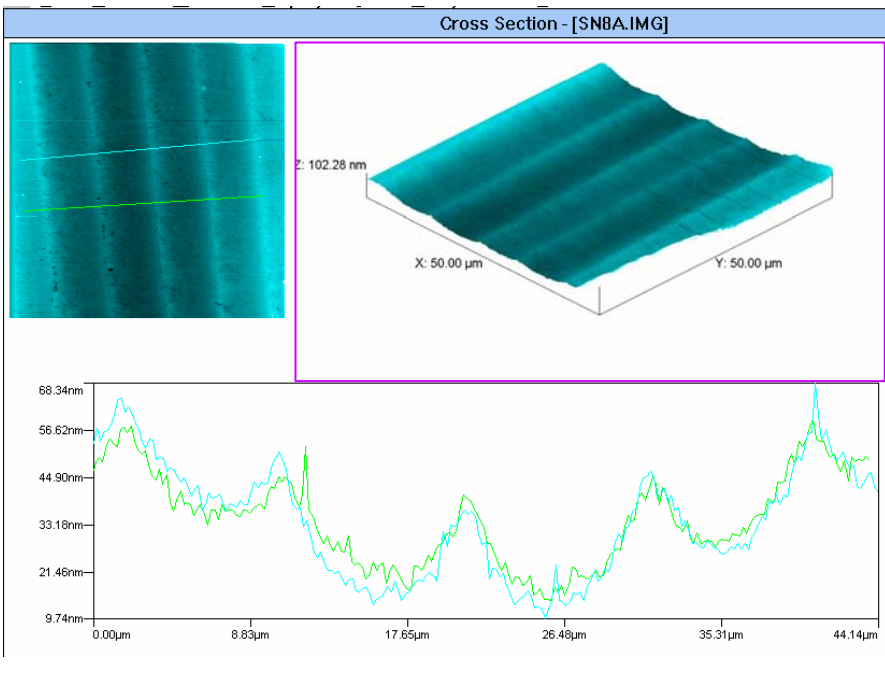 Cross Section - [SN8A.IMG]
Z: 102.28 nm
X: 50.00 µm
Y: 50.00 µm
68.34nm
56.62nm
44.90nm
33.18nm
21.46nm
9.74nm
0.00µm 8.83µm 17.65µm 26.48µm 35.31µm 44.14µm